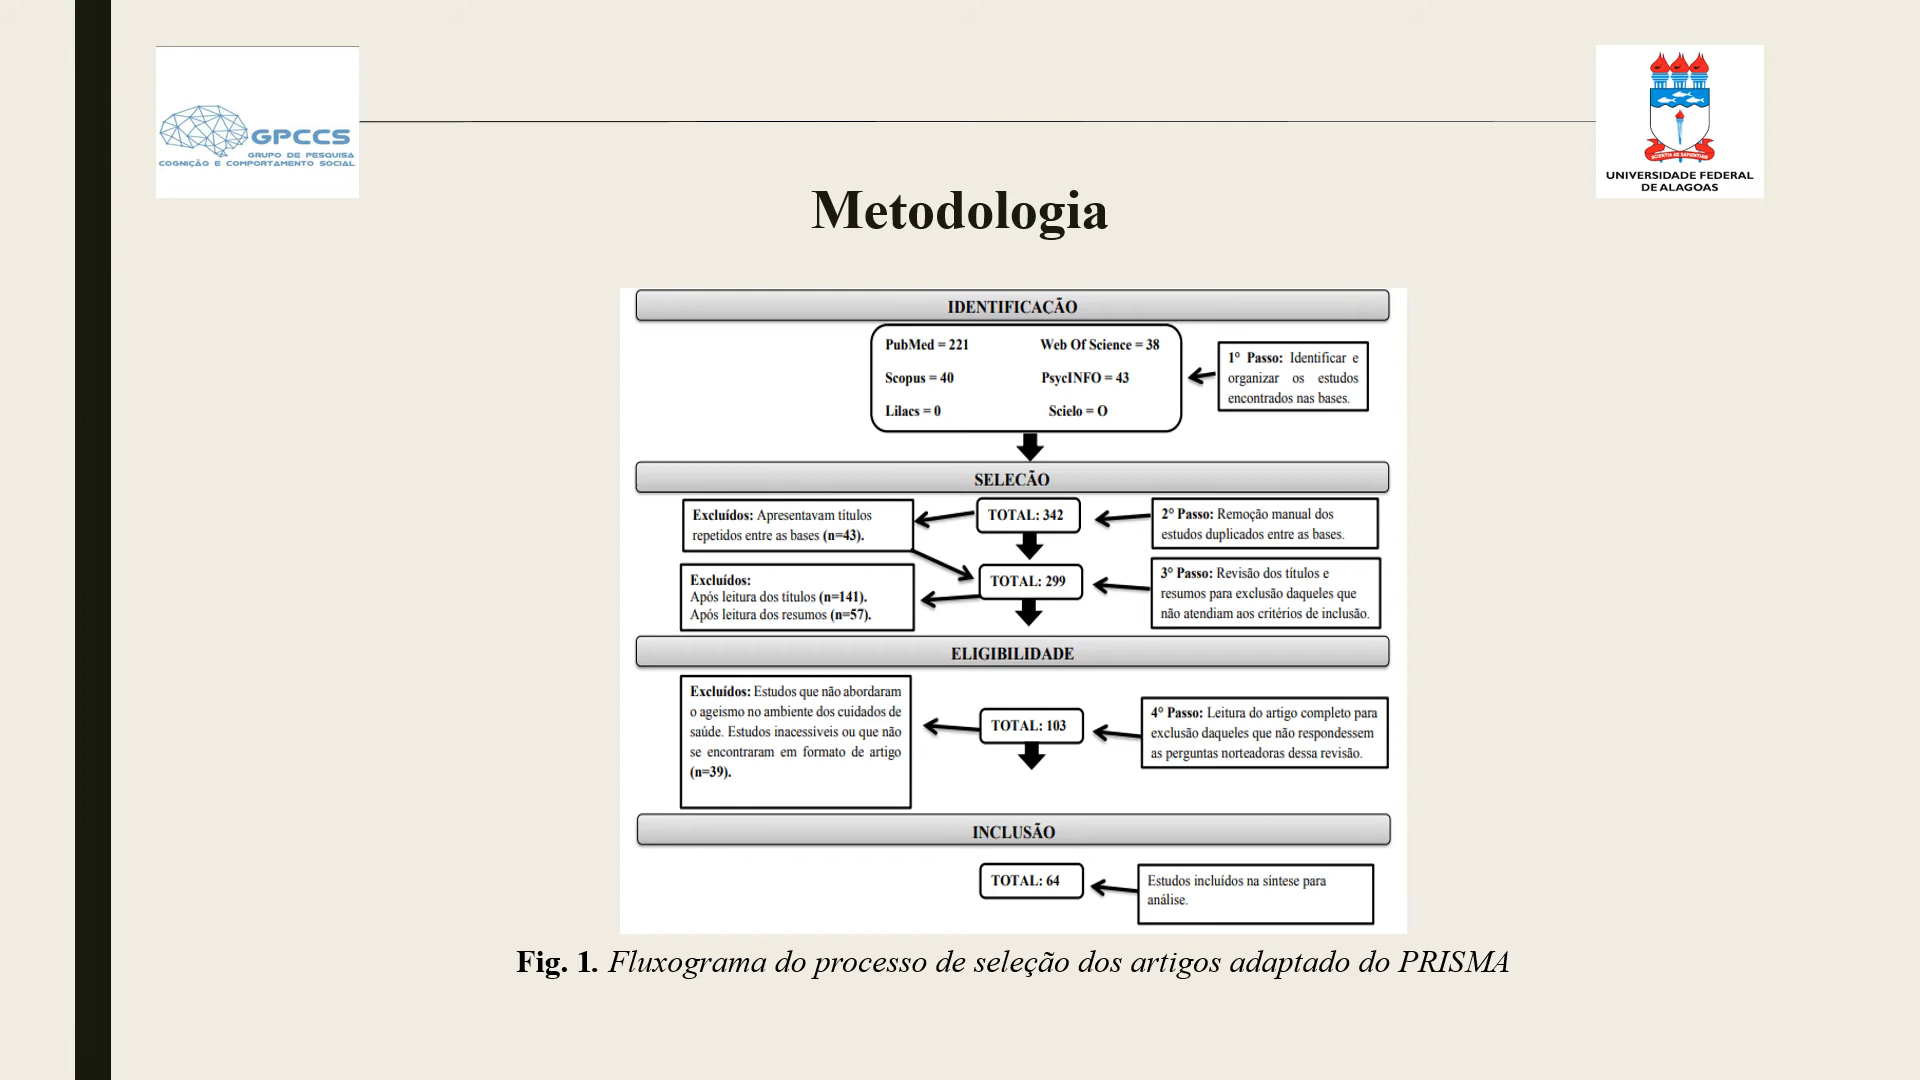 GPCCS
GRUPO DE PESQUISA
COGNIÇÃO E COMPORTAMENTO SOCIAL
SCIENTIA AD SAPIENTIAM
UNIVERSIDADE FEDERAL
DE ALAGOAS
Metodologia
IDENTIFICAÇÃO
PubMed = 221 Web Of Science = 38
Scopus = 40 PsycINFO = 43
Lilacs = 0 Scielo = O
1° Passo: Identificar e
organizar os estudos
encontrados nas bases.
SELECÃO
Excluídos: Apresentavam títulos
repetidos entre as bases (n=43).
TOTAL: 342
2° Passo: Remoção manual dos
estudos duplicados entre as bases.
Excluídos:
Após leitura dos títulos (n=141).
Após leitura dos resumos (n=57).
TOTAL: 299
3° Passo: Revisão dos títulos e
resumos para exclusão daqueles que
não atendiam aos critérios de inclusão.
ELIGIBILIDADE
Excluídos: Estudos que não abordaram
o ageismo no ambiente dos cuidados de
saúde. Estudos inacessíveis ou que não
se encontraram em formato de artigo
(n=39).
TOTAL: 103
4° Passo: Leitura do artigo completo para
exclusão daqueles que não respondessem
as perguntas norteadoras dessa revisão.
INCLUSÃO
TOTAL: 64
Estudos incluídos na síntese para
análise.
Fig. 1. Fluxograma do processo de seleção dos artigos adaptado do PRISMA